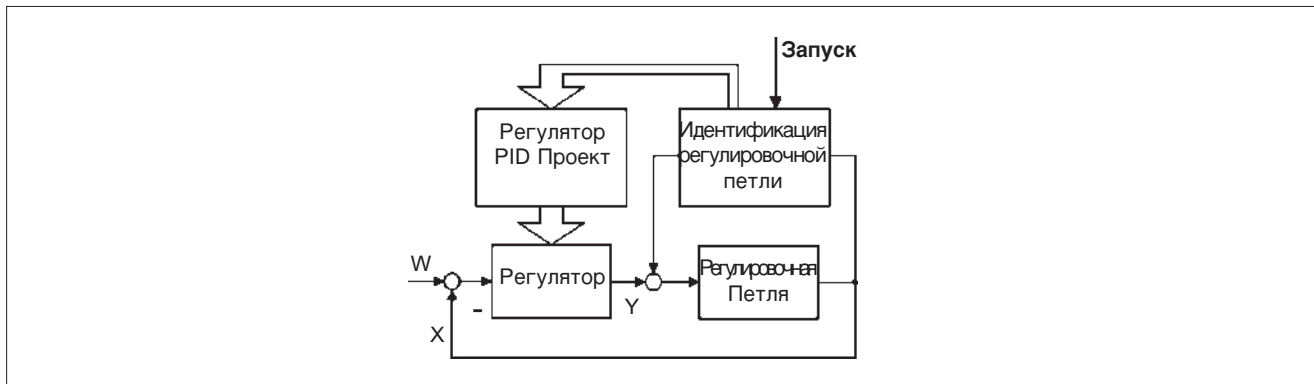 Запуск
Регулятор
PID Проект
Идентификация
регулировочной
петли
W
Регулятор
Y
Регулировочная
Петля
-
X